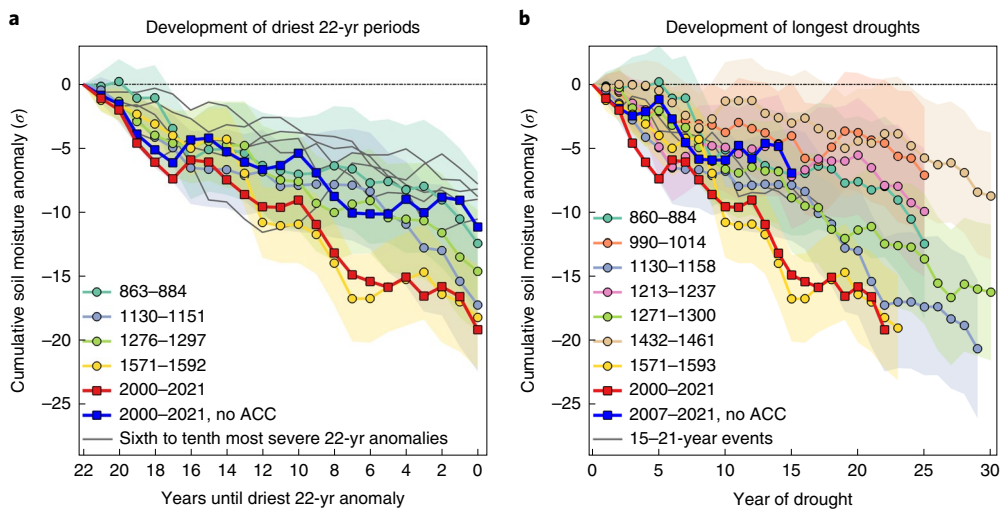 a
Development of driest 22-yr periods
Cumulative soil moisture anomaly (σ)
0
−5
−10
−15
−20
−25
863–884
1130–1151
1276–1297
1571–1592
2000–2021
2000–2021, no ACC
Sixth to tenth most severe 22-yr anomalies
22 20 18 16 14 12 10 8 6 4 2 0
Years until driest 22-yr anomaly
b
Development of longest droughts
Cumulative soil moisture anomaly (σ)
0
−5
−10
−15
−20
−25
860–884
990–1014
1130–1158
1213–1237
1271–1300
1432–1461
1571–1593
2000–2021
2007–2021, no ACC
15–21-year events
0 5 10 15 20 25 30
Year of drought